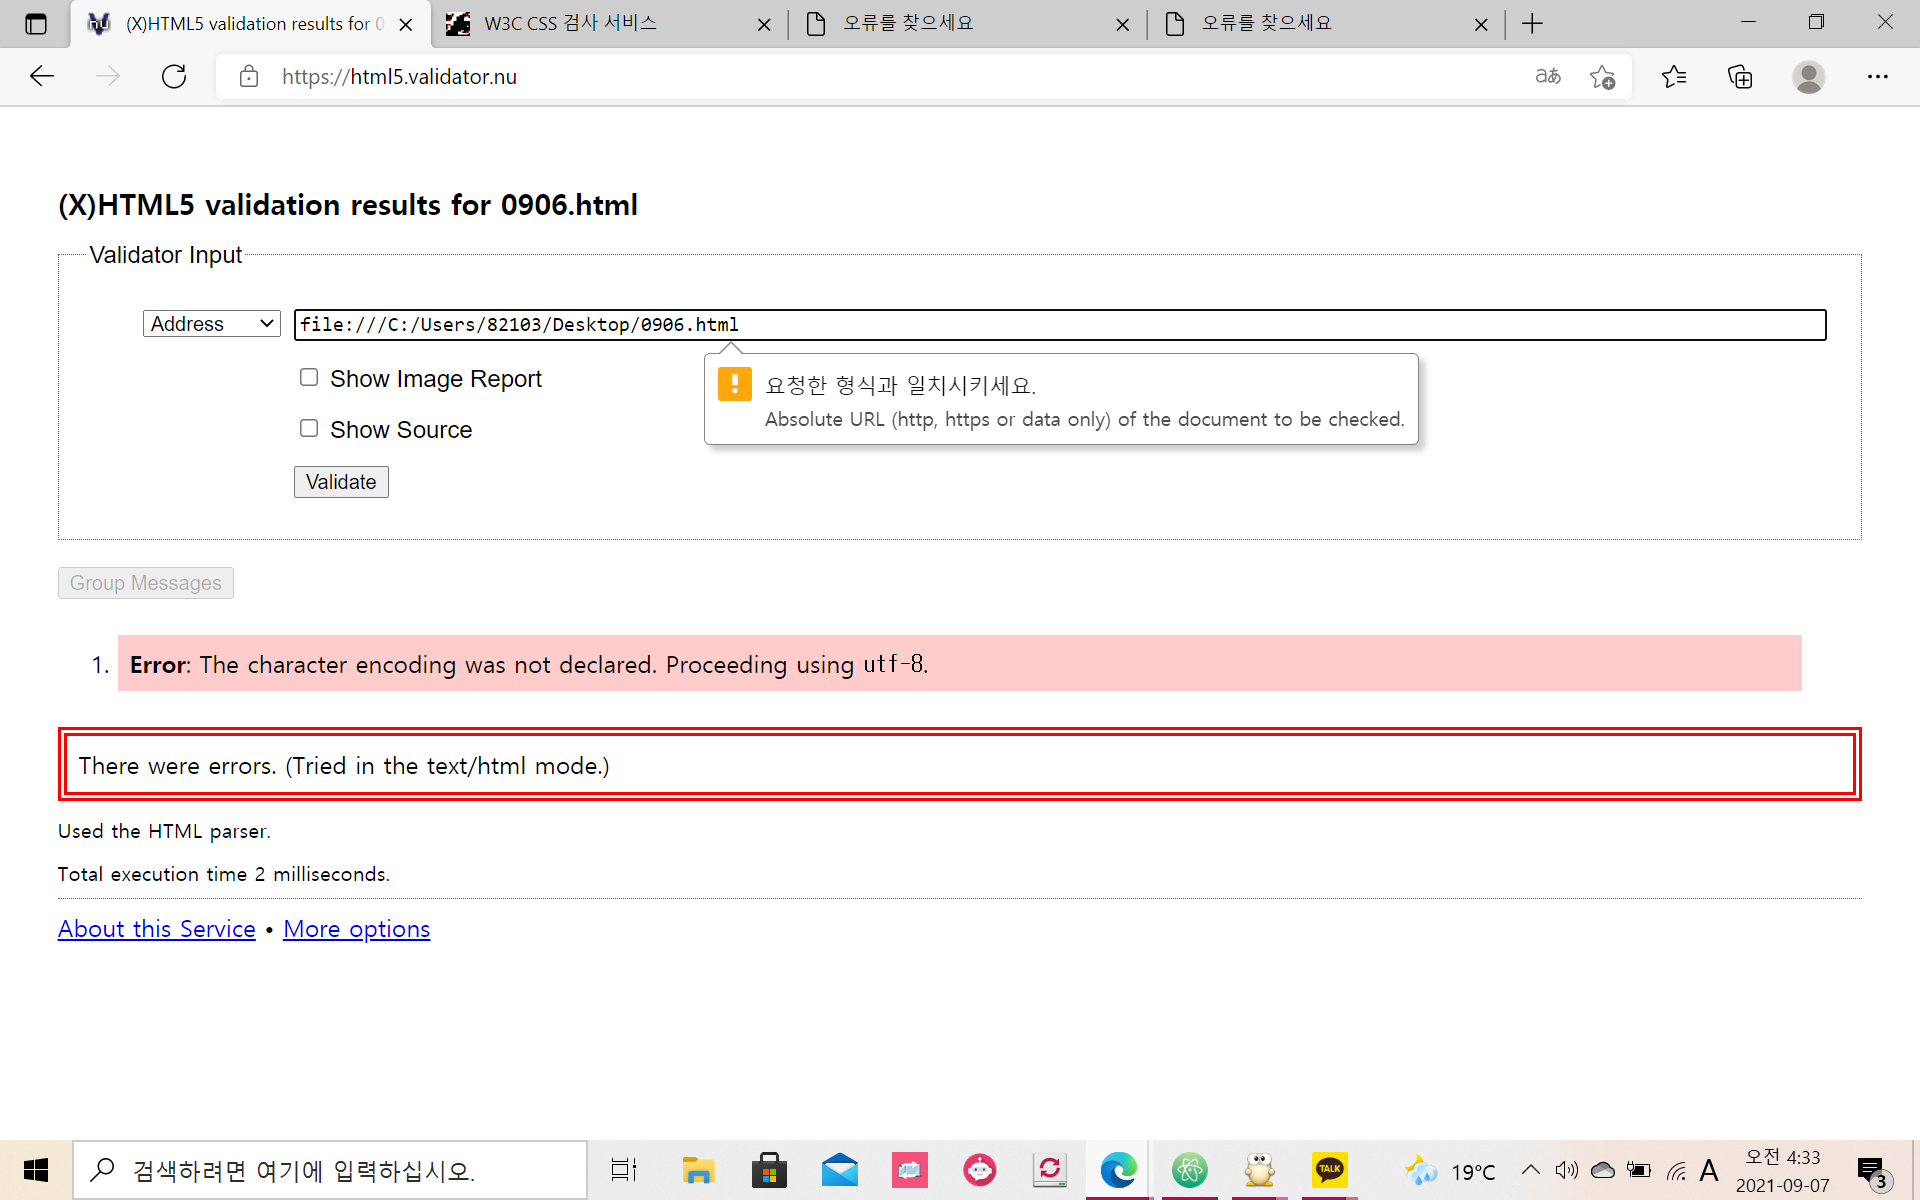 (X)HTML5 validation results for 0
W3C CSS 검사 서비스
오류를 찾으세요
오류를 찾으세요
https://html5.validator.nu
aあ
(X)HTML5 validation results for 0906.html
Validator Input
Address
file:///C:/Users/82103/Desktop/0906.html
요청한 형식과 일치시키세요.
Absolute URL (http, https or data only) of the document to be checked.
Show Image Report
Show Source
Validate
Group Messages
1. Error: The character encoding was not declared. Proceeding using utf-8.
There were errors. (Tried in the text/html mode.)
Used the HTML parser.
Total execution time 2 milliseconds.
About this Service • More options
검색하려면 여기에 입력하십시오.
TALK
19°C
A
오전 4:33
2021-09-07
3